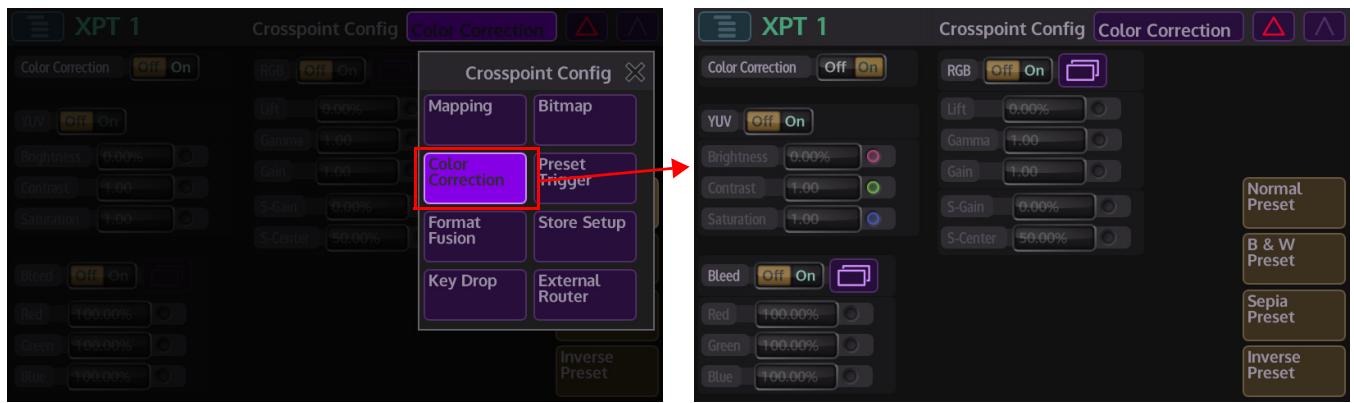 XPT 1
Crosspoint Config
Color Correction
Color Correction Off On
RGB Off On
YUV Off On
Lift 0.00%
Gamma 1.00
Brightness 0.00%
Gain 1.00
Contrast 1.00
Saturation 1.00
S-Gain 0.00%
S-Center 50.00%
Bleed Off On
Red 100.00%
Green 100.00%
Blue 100.00%
Crosspoint Config
Mapping
Bitmap
Color
Correction
Preset
Trigger
Format
Fusion
Store Setup
Key Drop
External
Router
Inverse
Preset
XPT 1
Crosspoint Config
Color Correction
Color Correction Off On
RGB Off On
YUV Off On
Lift 0.00%
Gamma 1.00
Brightness 0.00%
Gain 1.00
Contrast 1.00
Saturation 1.00
S-Gain 0.00%
S-Center 50.00%
Bleed Off On
Red 100.00%
Green 100.00%
Blue 100.00%
Normal
Preset
B & W
Preset
Sepia
Preset
Inverse
Preset